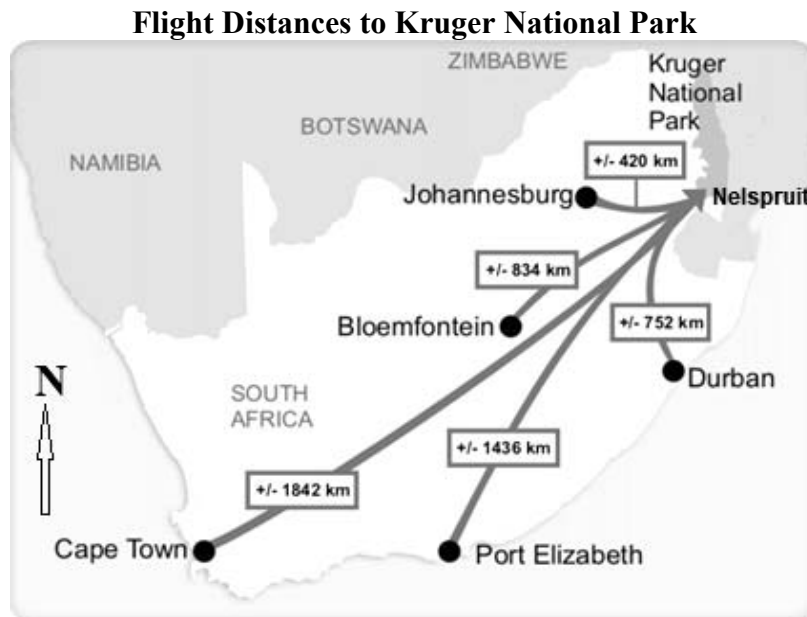 Flight Distances to Kruger National Park
ZIMBABWE
Kruger
National
Park
BOTSWANA
NAMIBIA
+/- 420 km
Johannesburg
Nelspruit
+/- 834 km
Bloemfontein
+/- 752 km
Durban
N
SOUTH
AFRICA
+/- 1436 km
+/- 1842 km
Cape Town
Port Elizabeth